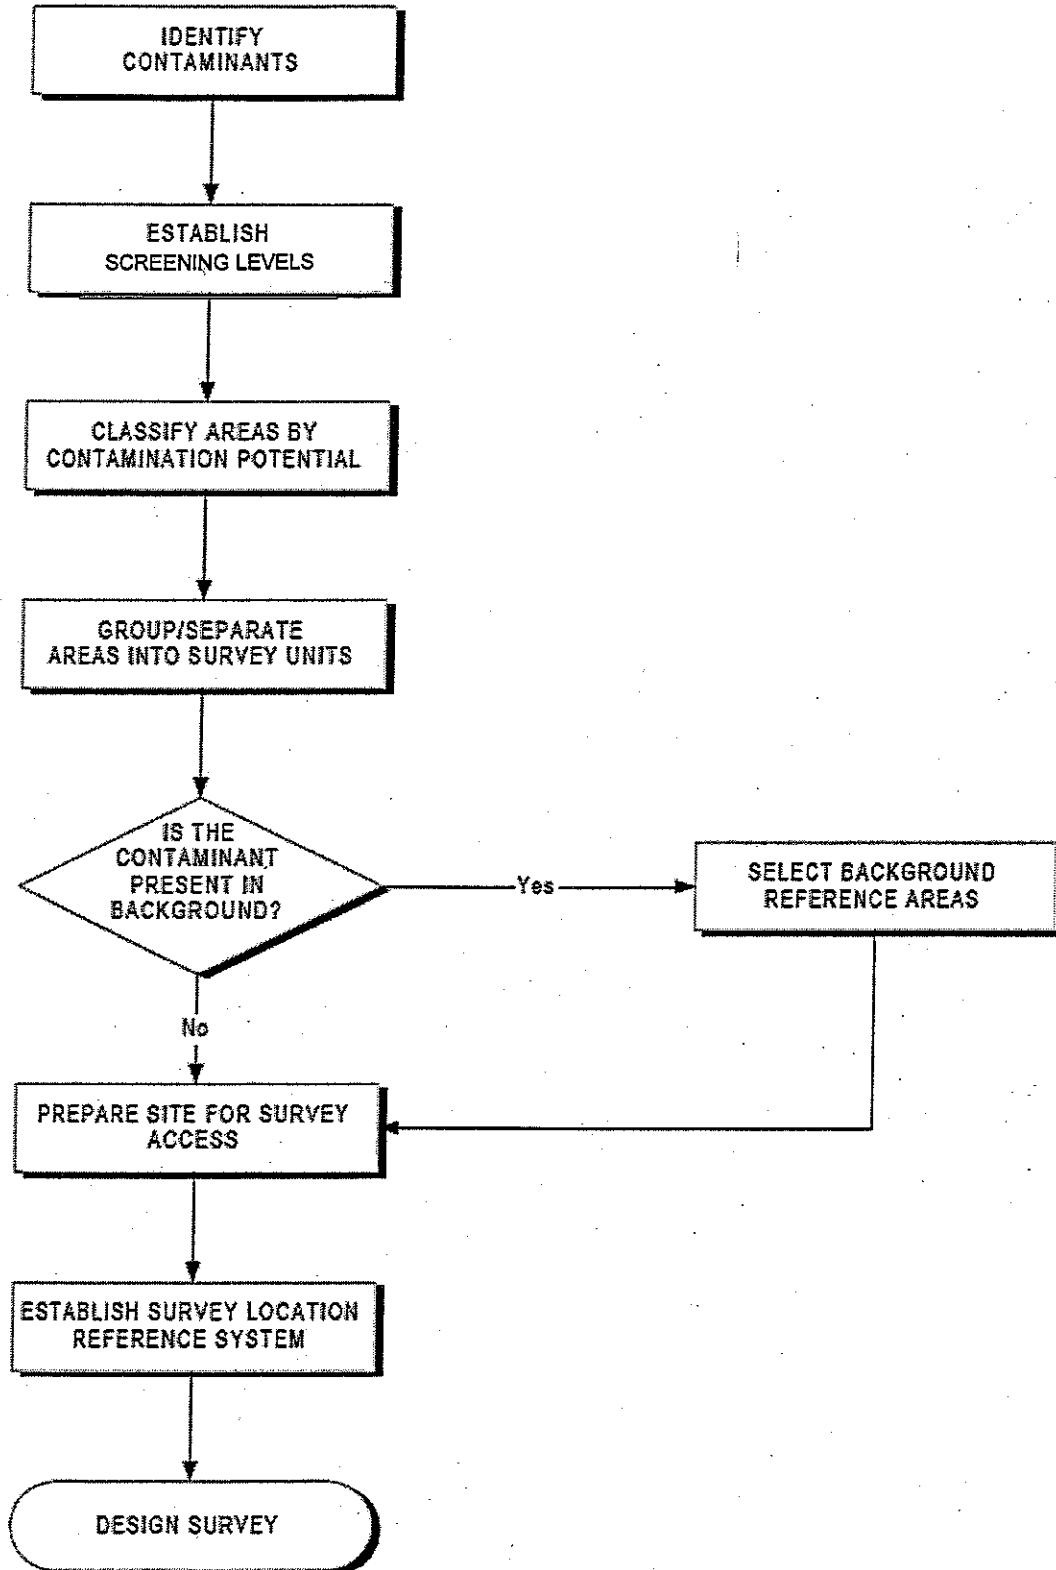 IDENTIFY
CONTAMINANTS
ESTABLISH
SCREENING LEVELS
CLASSIFY AREAS BY
CONTAMINATION POTENTIAL
GROUP/SEPARATE
AREAS INTO SURVEY UNITS
IS THE
CONTAMINANT
PRESENT IN
BACKGROUND?
Yes
SELECT BACKGROUND
REFERENCE AREAS
No
PREPARE SITE FOR SURVEY
ACCESS
ESTABLISH SURVEY LOCATION
REFERENCE SYSTEM
DESIGN SURVEY